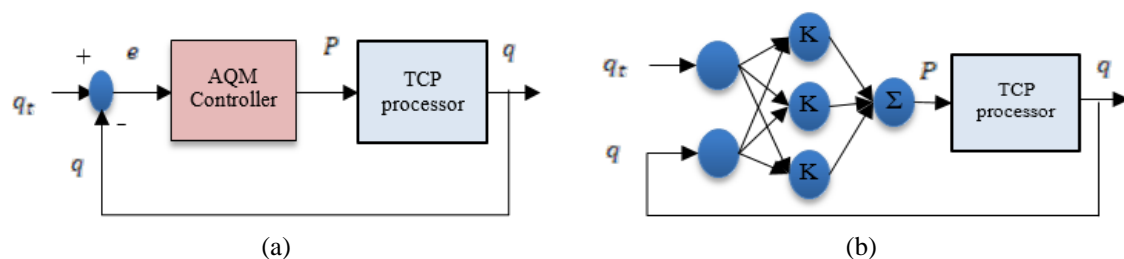 +
e
P
q
AQM
Controller
TCP
processor
q_t
-
q
(a)
K
q_t
P
q
K
Σ
TCP
processor
q
K
(b)